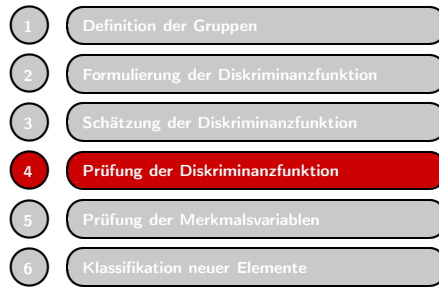 1 Definition der Gruppen
2 Formulierung der Diskriminanzfunktion
3 Schätzung der Diskriminanzfunktion
4 Prüfung der Diskriminanzfunktion
5 Prüfung der Merkmalsvariablen
6 Klassifikation neuer Elemente